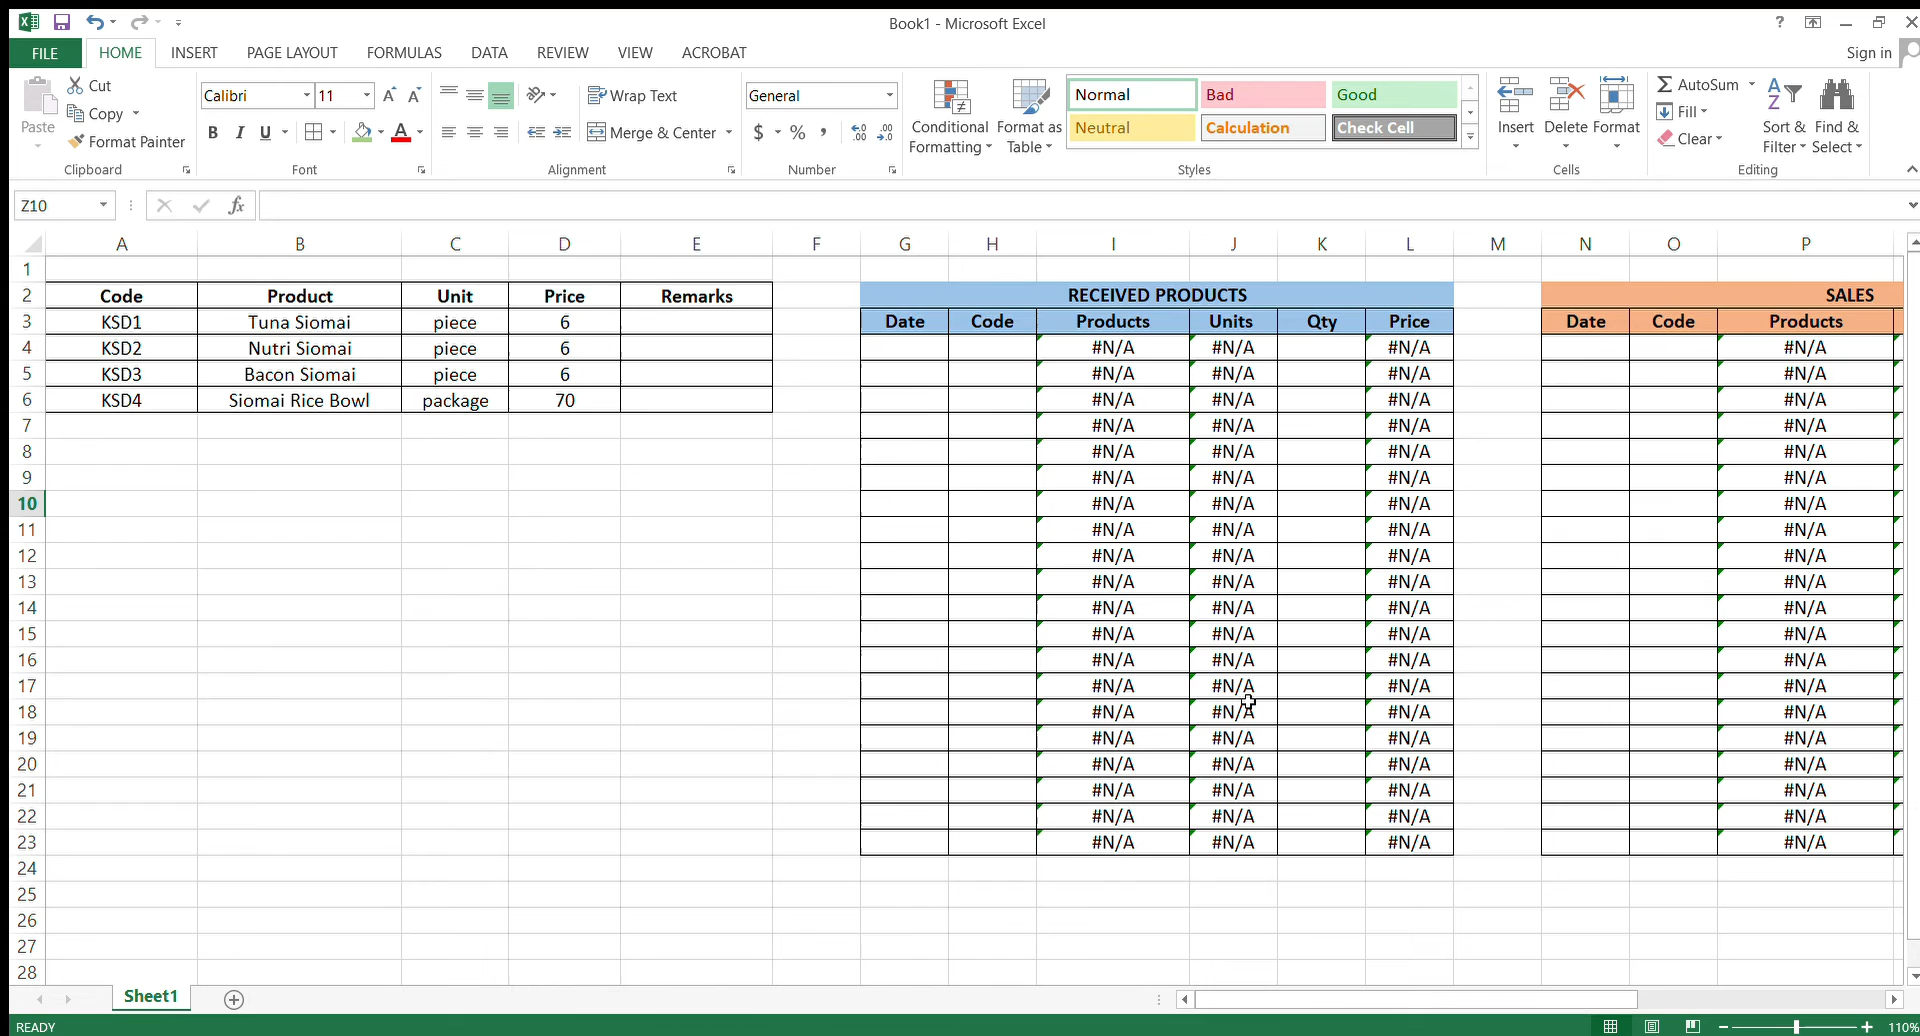 Book1 - Microsoft Excel
?
FILE HOME INSERT PAGE LAYOUT FORMULAS DATA REVIEW VIEW ACROBAT Sign in
Paste
Cut
Copy
Format Painter
Clipboard
Calibri 11
B I U
Font
Wrap Text
Merge & Center
Alignment
General
$ % ,
Number
Conditional Formatting
Format as Table
Normal Bad Good
Neutral Calculation Check Cell
Styles
Insert Delete Format
Cells
AutoSum
Fill
Clear
Sort & Filter
Find & Select
Editing
Z10 fx
A B C D E F G H I J K L M N O P
1
2 Code Product Unit Price Remarks RECEIVED PRODUCTS SALES
3 KSD1 Tuna Siomai piece 6 Date Code Products Units Qty Price Date Code Products
4 KSD2 Nutri Siomai piece 6 #N/A #N/A #N/A #N/A
5 KSD3 Bacon Siomai piece 6 #N/A #N/A #N/A #N/A
6 KSD4 Siomai Rice Bowl package 70 #N/A #N/A #N/A #N/A
7 #N/A #N/A #N/A #N/A
8 #N/A #N/A #N/A #N/A
9 #N/A #N/A #N/A #N/A
10 #N/A #N/A #N/A #N/A
11 #N/A #N/A #N/A #N/A
12 #N/A #N/A #N/A #N/A
13 #N/A #N/A #N/A #N/A
14 #N/A #N/A #N/A #N/A
15 #N/A #N/A #N/A #N/A
16 #N/A #N/A #N/A #N/A
17 #N/A #N/A #N/A #N/A
18 #N/A #N/A #N/A #N/A
19 #N/A #N/A #N/A #N/A
20 #N/A #N/A #N/A #N/A
21 #N/A #N/A #N/A #N/A
22 #N/A #N/A #N/A #N/A
23 #N/A #N/A #N/A #N/A
24
25
26
27
28
Sheet1
READY 110%